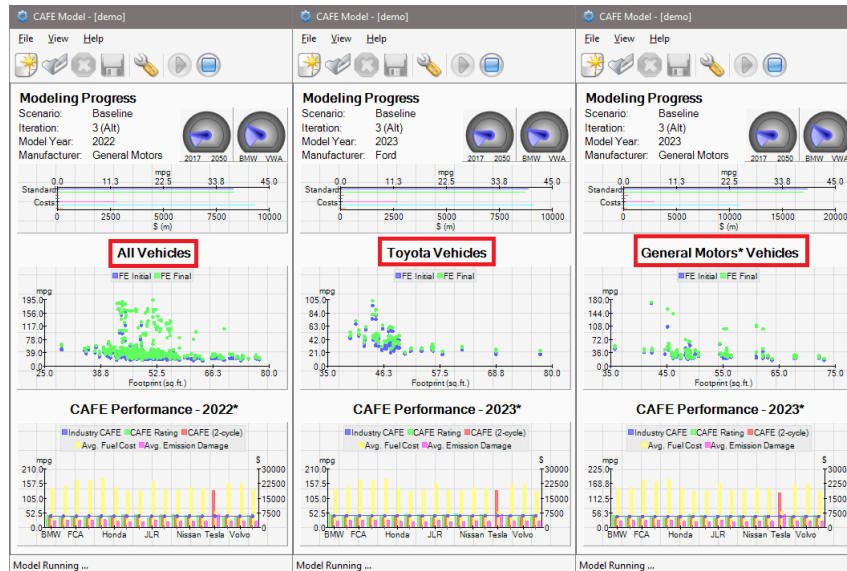 CAFE Model - [demo]
File View Help
Modeling Progress
Scenario: Baseline
Iteration: 3 (Alt)
Model Year: 2022
Manufacturer: General Motors
2017 2050 BMW VWA
mpg
0.0 11.3 22.5 33.8 45.0
Standard
Costs
0 2500 5000 7500 10000
$ (m)
All Vehicles
FE Initial FE Final
mpg
195.0
156.0
117.0
78.0
39.0
0.0
25.0 38.8 52.5 66.3 80.0
Footprint (sq.ft.)
CAFE Performance - 2022*
Industry CAFE CAFE Rating CAFE (2-cycle)
Avg. Fuel Cost Avg. Emission Damage
mpg $
210.0 30000
157.5 22500
105.0 15000
52.5 7500
0.0 0
BMW FCA Honda JLR Nissan Tesla Volvo
Model Running ...
CAFE Model - [demo]
File View Help
Modeling Progress
Scenario: Baseline
Iteration: 3 (Alt)
Model Year: 2023
Manufacturer: Ford
2017 2050 BMW VWA
mpg
0.0 11.3 22.5 33.8 45.0
Standard
Costs
0 2500 5000 7500 10000
$ (m)
Toyota Vehicles
FE Initial FE Final
mpg
105.0
84.0
63.0
42.0
21.0
0.0
35.0 46.3 57.5 68.8 80.0
Footprint (sq.ft.)
CAFE Performance - 2023*
Industry CAFE CAFE Rating CAFE (2-cycle)
Avg. Fuel Cost Avg. Emission Damage
mpg $
210.0 30000
157.5 22500
105.0 15000
52.5 7500
0.0 0
BMW FCA Honda JLR Nissan Tesla Volvo
Model Running ...
CAFE Model - [demo]
File View Help
Modeling Progress
Scenario: Baseline
Iteration: 3 (Alt)
Model Year: 2023
Manufacturer: General Motors
2017 2050 BMW VWA
mpg
0.0 11.3 22.5 33.8 45.0
Standard
Costs
0 5000 10000 15000 20000
$ (m)
General Motors* Vehicles
FE Initial FE Final
mpg
180.0
144.0
108.0
72.0
36.0
0.0
35.0 45.0 55.0 65.0 75.0
Footprint (sq.ft.)
CAFE Performance - 2023*
Industry CAFE CAFE Rating CAFE (2-cycle)
Avg. Fuel Cost Avg. Emission Damage
mpg $
225.0
168.8
112.5
56.3
0.0
BMW FCA Honda JLR Nissan Tesla Volvo
Model Running ...